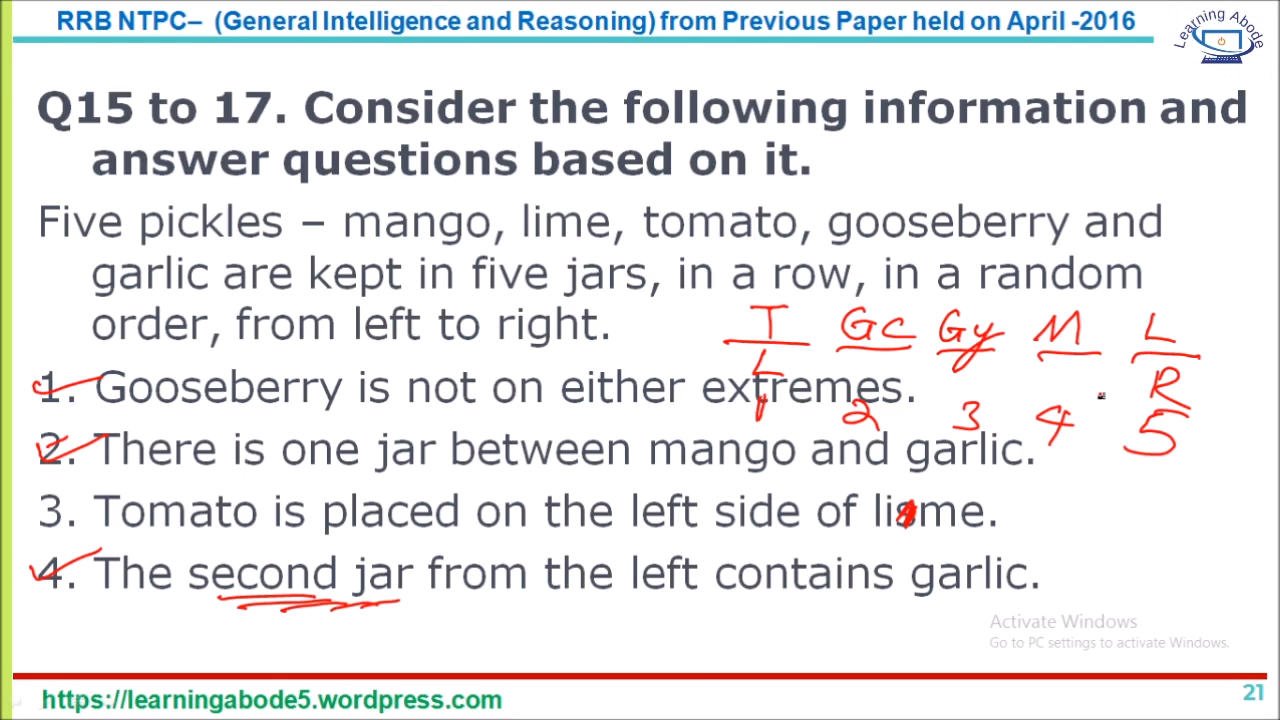 RRB NTPC– (General Intelligence and Reasoning) from Previous Paper held on April -2016
Learning Abode
Q15 to 17. Consider the following information and
answer questions based on it.
Five pickles – mango, lime, tomato, gooseberry and
garlic are kept in five jars, in a row, in a random
order, from left to right.
T GC Gy M L
L R
1. Gooseberry is not on either extremes.
1 2 3 4 5
2. There is one jar between mango and garlic.
3. Tomato is placed on the left side of lisme.
4. The second jar from the left contains garlic.
Activate Windows
Go to PC settings to activate Windows.
https://learningabode5.wordpress.com
21